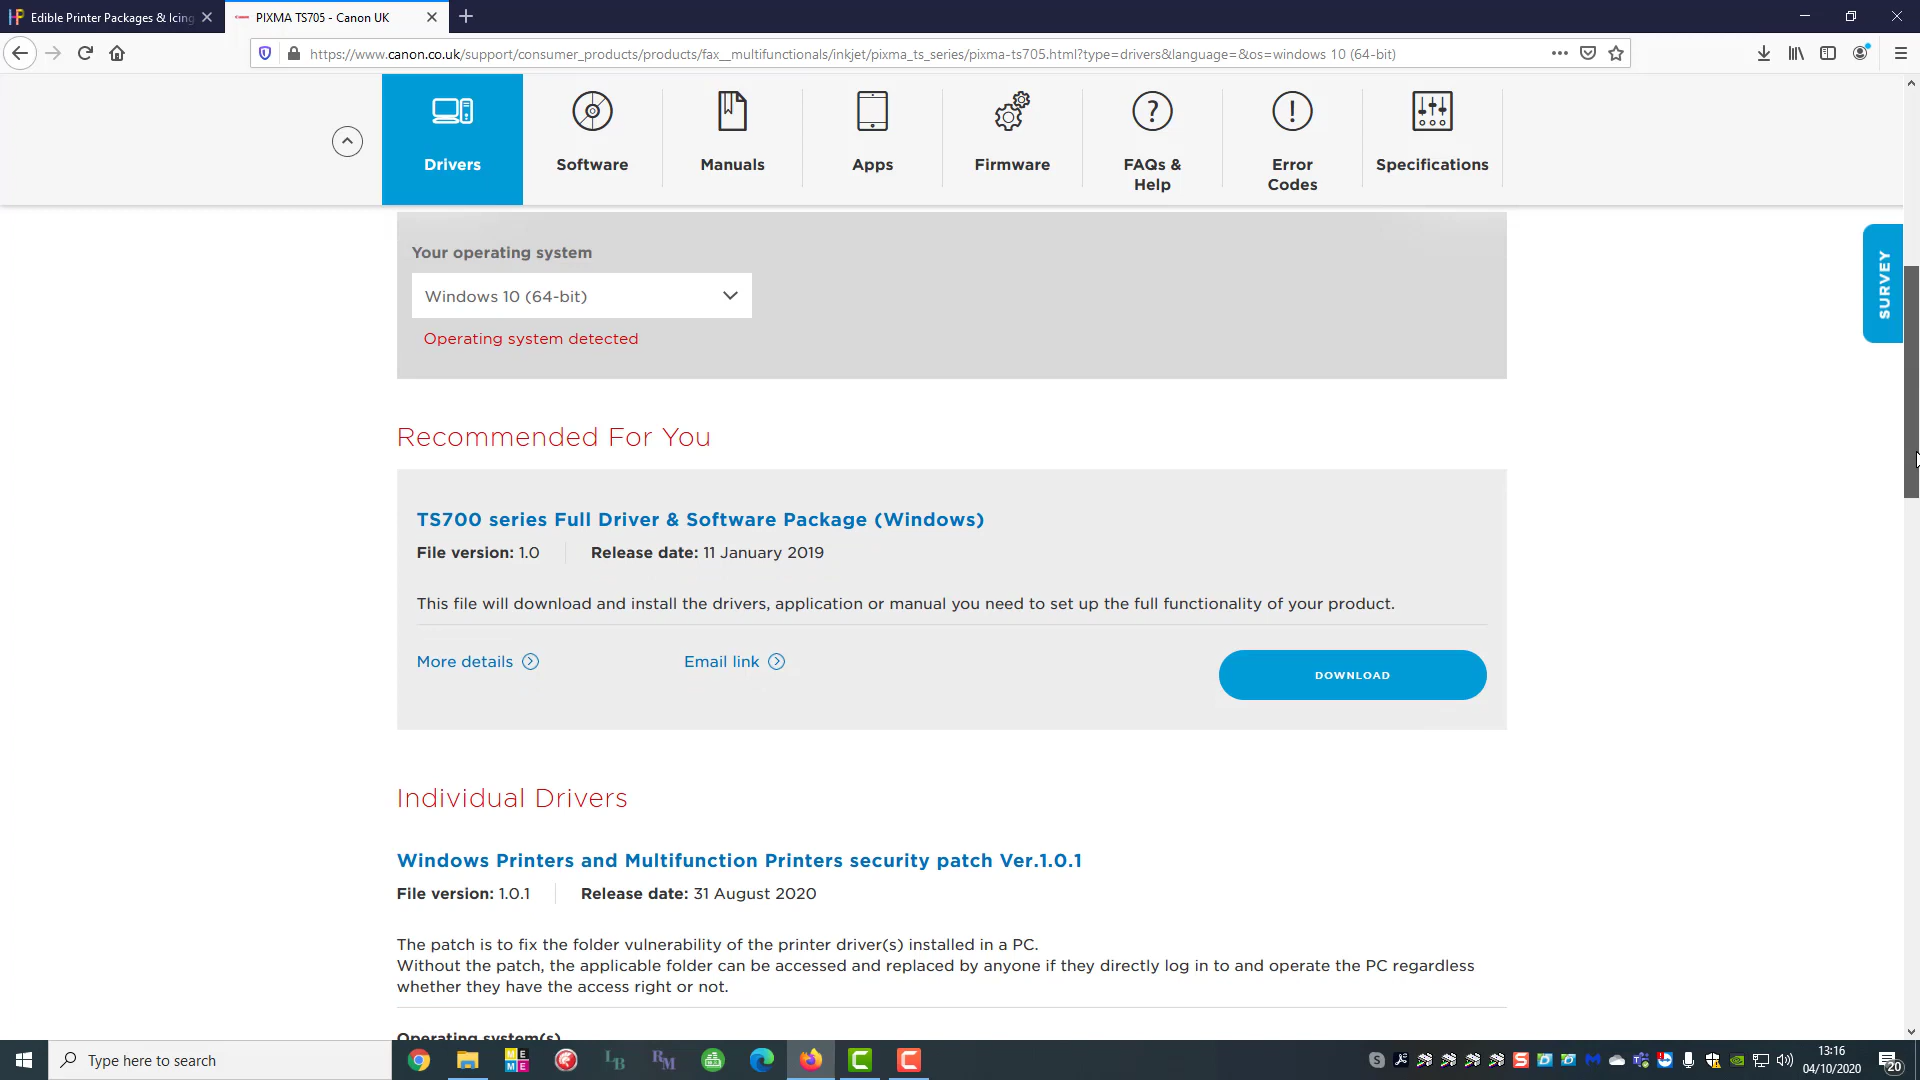 Edible Printer Packages & Icing
PIXMA TS705 - Canon UK
https://www.canon.co.uk/support/consumer_products/products/fax__multifunctionals/inkjet/pixma_ts_series/pixma-ts705.html?type=drivers&language=&os=windows 10 (64-bit)
Drivers
Software
Manuals
Apps
Firmware
FAQs &
Help
Error
Codes
Specifications
SURVEY
Your operating system
Windows 10 (64-bit)
Operating system detected
Recommended For You
TS700 series Full Driver & Software Package (Windows)
File version: 1.0
Release date: 11 January 2019
This file will download and install the drivers, application or manual you need to set up the full functionality of your product.
More details
Email link
DOWNLOAD
Individual Drivers
Windows Printers and Multifunction Printers security patch Ver.1.0.1
File version: 1.0.1
Release date: 31 August 2020
The patch is to fix the folder vulnerability of the printer driver(s) installed in a PC.
Without the patch, the applicable folder can be accessed and replaced by anyone if they directly log in to and operate the PC regardless
whether they have the access right or not.
Operating system(s)
Type here to search
ME
ME
LB
RM
13:16
04/10/2020
20